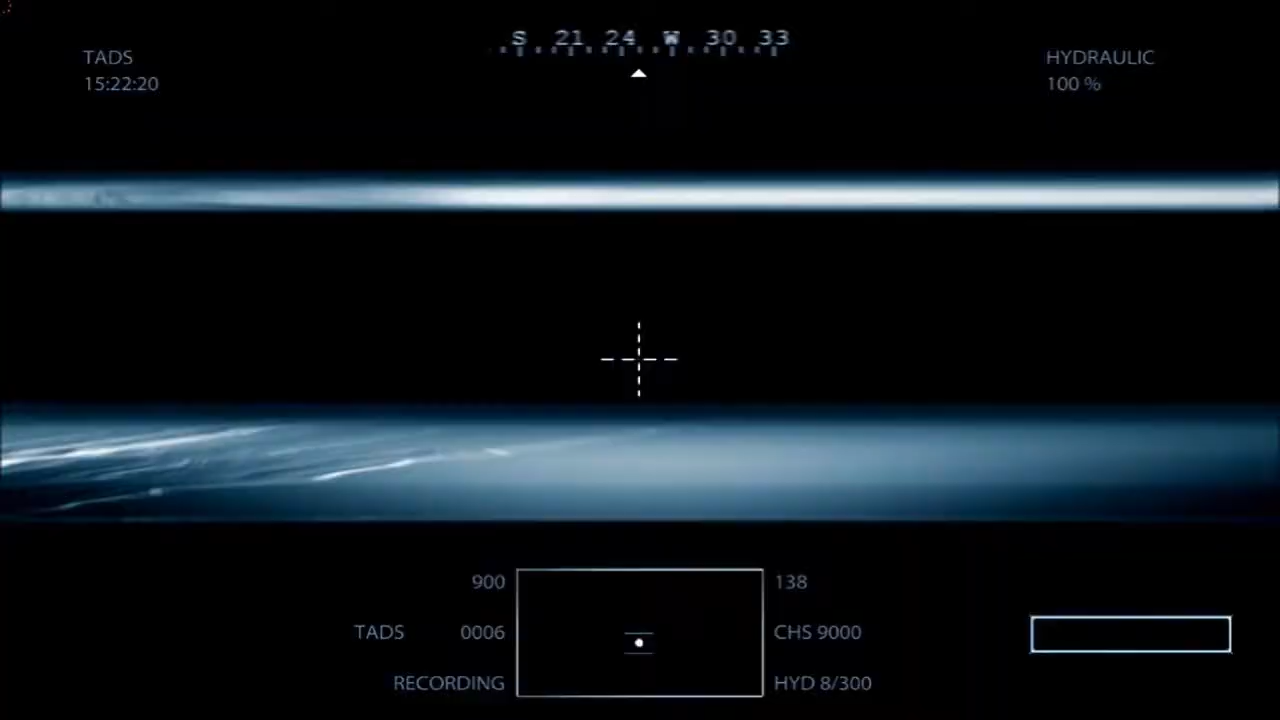 S 21 24 W 30 33
TADS
15:22:20
HYDRAULIC
100 %
900
138
TADS 0006
CHS 9000
RECORDING
HYD 8/300